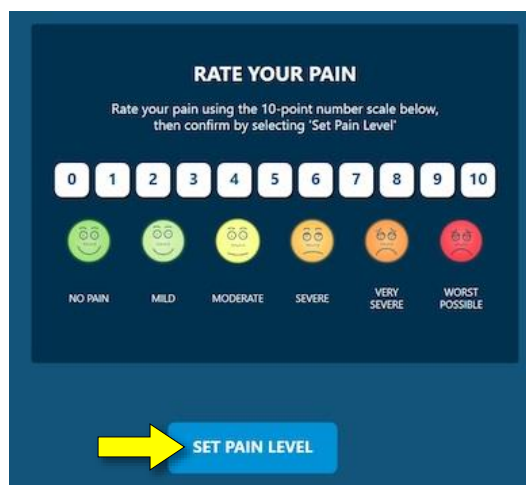 RATE YOUR PAIN
Rate your pain using the 10-point number scale below,
then confirm by selecting 'Set Pain Level'
0 1 2 3 4 5 6 7 8 9 10
NO PAIN MILD MODERATE SEVERE VERY SEVERE WORST POSSIBLE
SET PAIN LEVEL